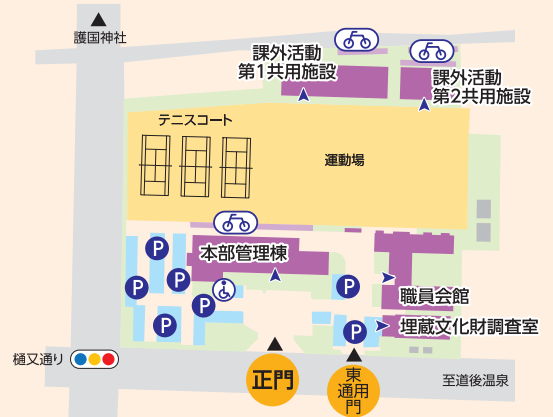 護国神社
課外活動
第1共用施設
課外活動
第2共用施設
テニスコート
運動場
本部管理棟
P
P
P
P
P
P
P
職員会館
埋蔵文化財調査室
樋又通り
正門
東
通用
門
至道後温泉